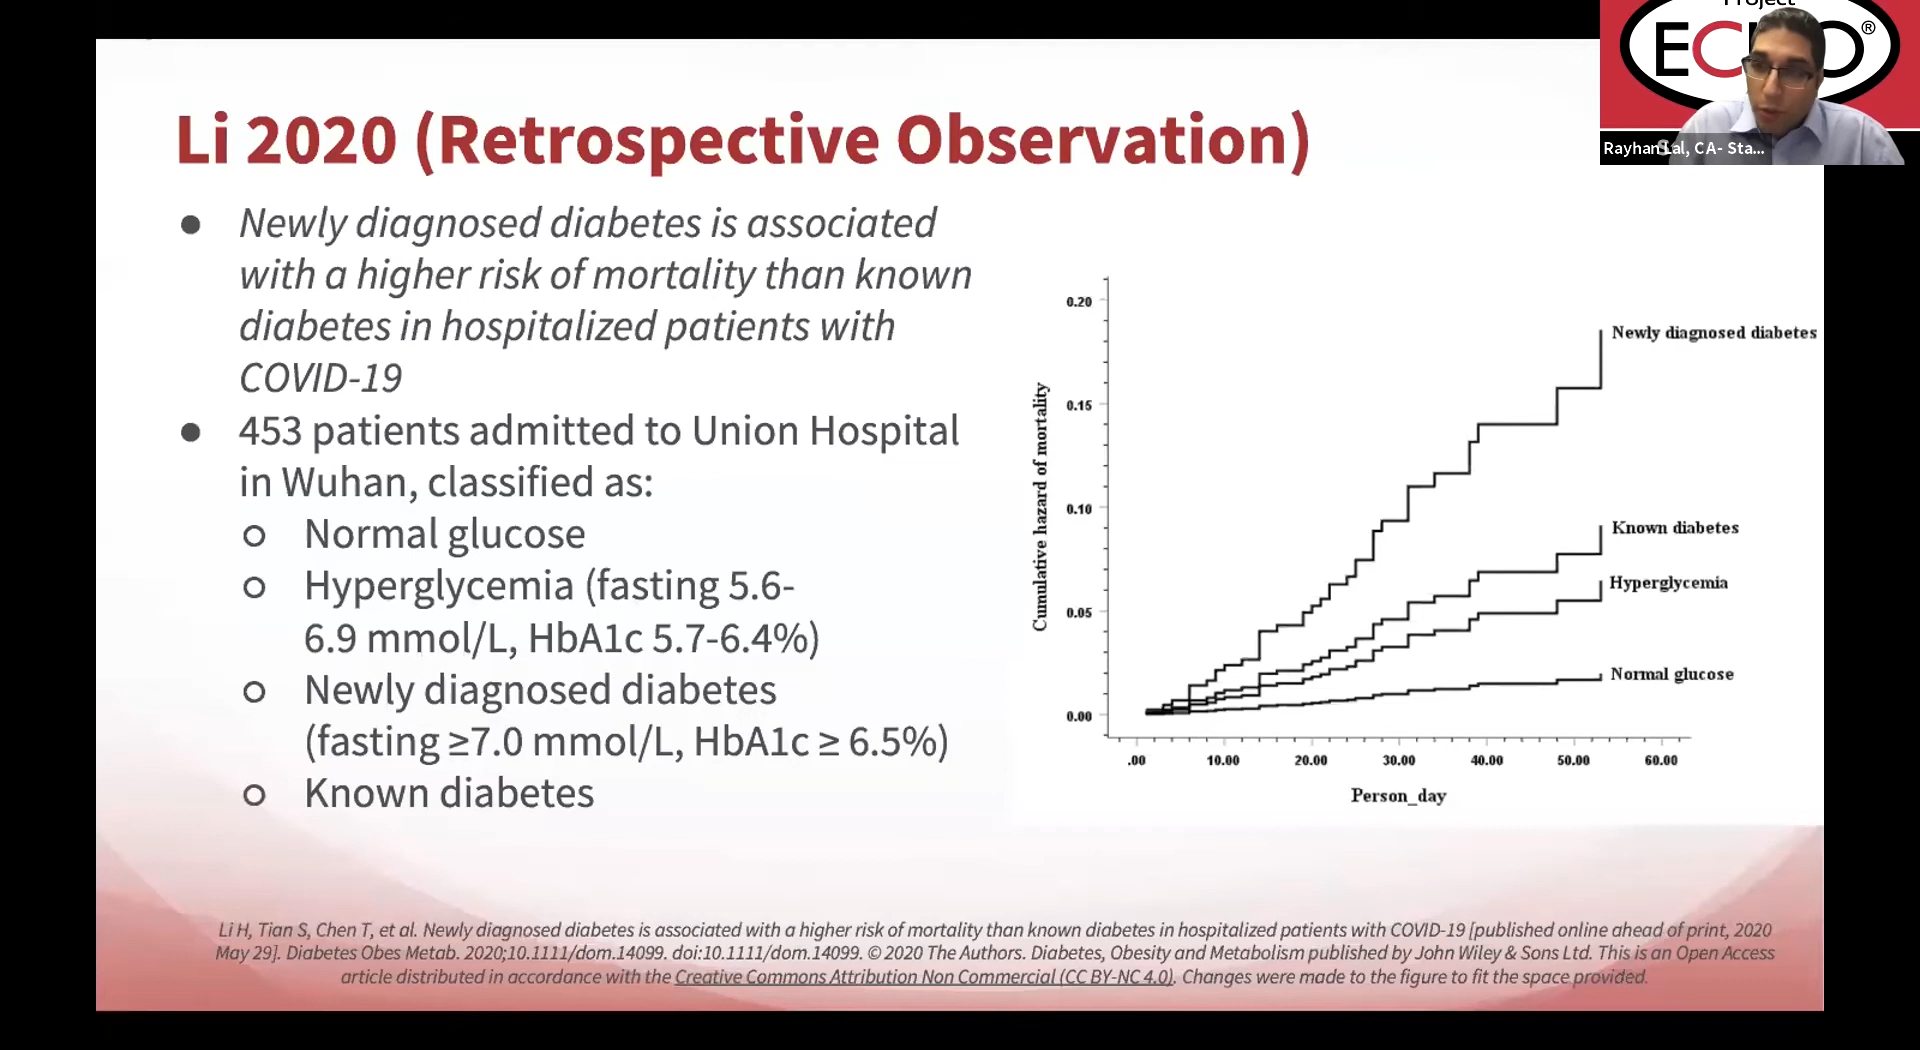 Project
EC O®
Rayhan Lal, CA- Sta...
Li 2020 (Retrospective Observation)
● Newly diagnosed diabetes is associated
with a higher risk of mortality than known
diabetes in hospitalized patients with
COVID-19
● 453 patients admitted to Union Hospital
in Wuhan, classified as:
○ Normal glucose
○ Hyperglycemia (fasting 5.6-
6.9 mmol/L, HbA1c 5.7-6.4%)
○ Newly diagnosed diabetes
(fasting ≥7.0 mmol/L, HbA1c ≥ 6.5%)
○ Known diabetes
Cumulative hazard of mortality
0.20
0.15
0.10
0.05
0.00
Newly diagnosed diabetes
Known diabetes
Hyperglycemia
Normal glucose
.00 10.00 20.00 30.00 40.00 50.00 60.00
Person_day
Li H, Tian S, Chen T, et al. Newly diagnosed diabetes is associated with a higher risk of mortality than known diabetes in hospitalized patients with COVID-19 [published online ahead of print, 2020
May 29]. Diabetes Obes Metab. 2020;10.1111/dom.14099. doi:10.1111/dom.14099. © 2020 The Authors. Diabetes, Obesity and Metabolism published by John Wiley & Sons Ltd. This is an Open Access
article distributed in accordance with the Creative Commons Attribution Non Commercial (CC BY-NC 4.0). Changes were made to the figure to fit the space provided.